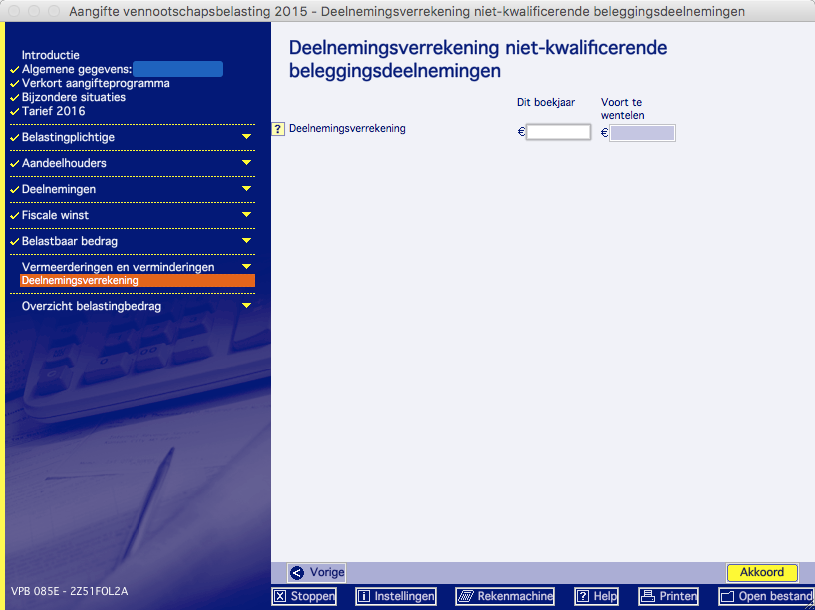 Aangifte vennootschapsbelasting 2015 - Deelnemingsverrekening niet-kwalificerende beleggingsdeelnemingen
Introductie
Algemene gegevens:
Verkort aangifteprogramma
Bijzondere situaties
Tarief 2016
Belastingplichtige
Aandeelhouders
Deelnemingen
Fiscale winst
Belastbaar bedrag
Vermeerderingen en verminderingen
Deelnemingsverrekening
Overzicht belastingbedrag
VPB 085E - 2Z51FOL2A
Deelnemingsverrekening niet-kwalificerende
beleggingsdeelnemingen
Dit boekjaar
Voort te
wentelen
? Deelnemingsverrekening € €
< Vorige
Akkoord
X Stoppen
i Instellingen
Rekenmachine
? Help
Printen
Open bestand